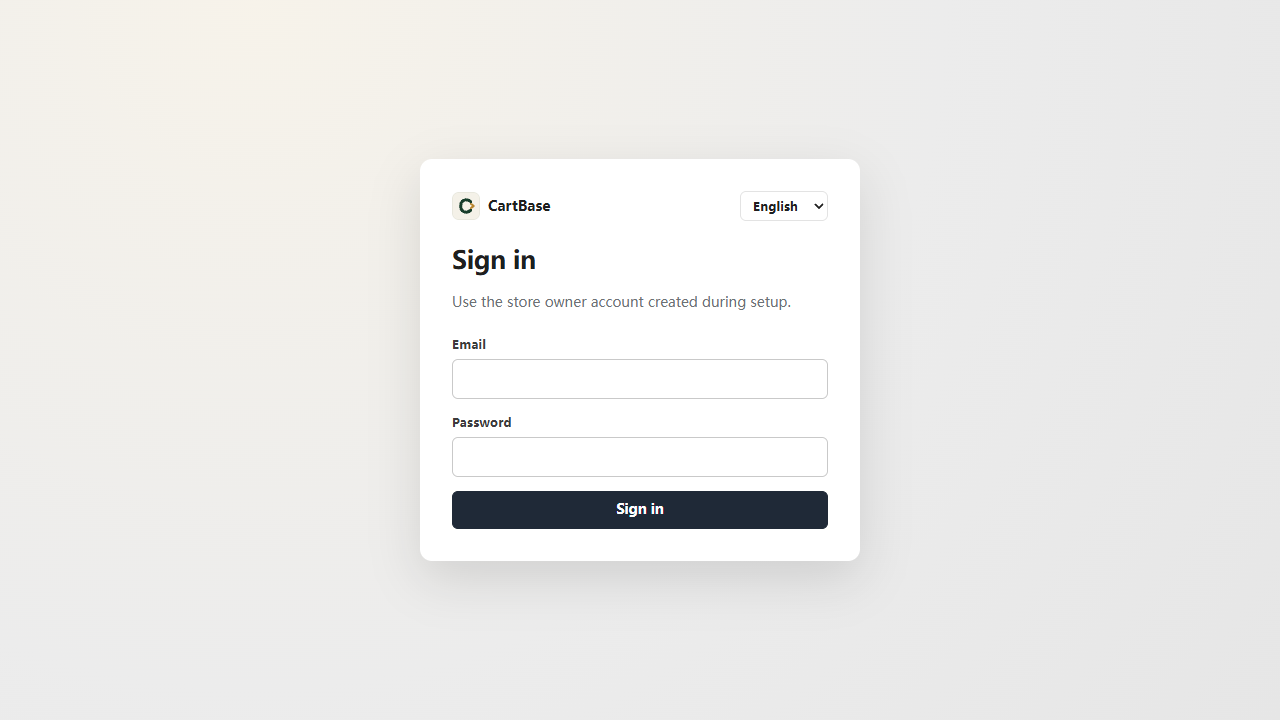 CartBase
English
Sign in
Use the store owner account created during setup.
Email
Password
Sign in